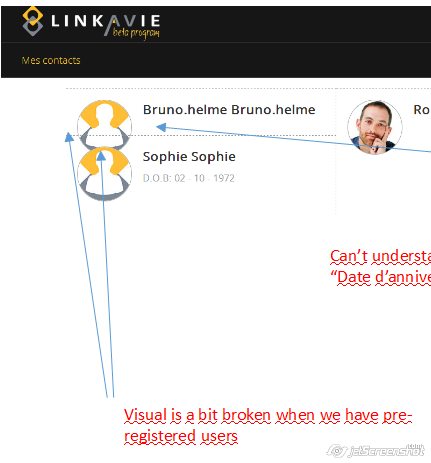 LINKAVIE
beta program
Mes contacts
Bruno.helme Bruno.helme
Ro
Sophie Sophie
D.O.B: 02 - 10 - 1972
Can't understa
"Date d'annive
Visual is a bit broken when we have pre-
registered users
jetScreenshot
.com